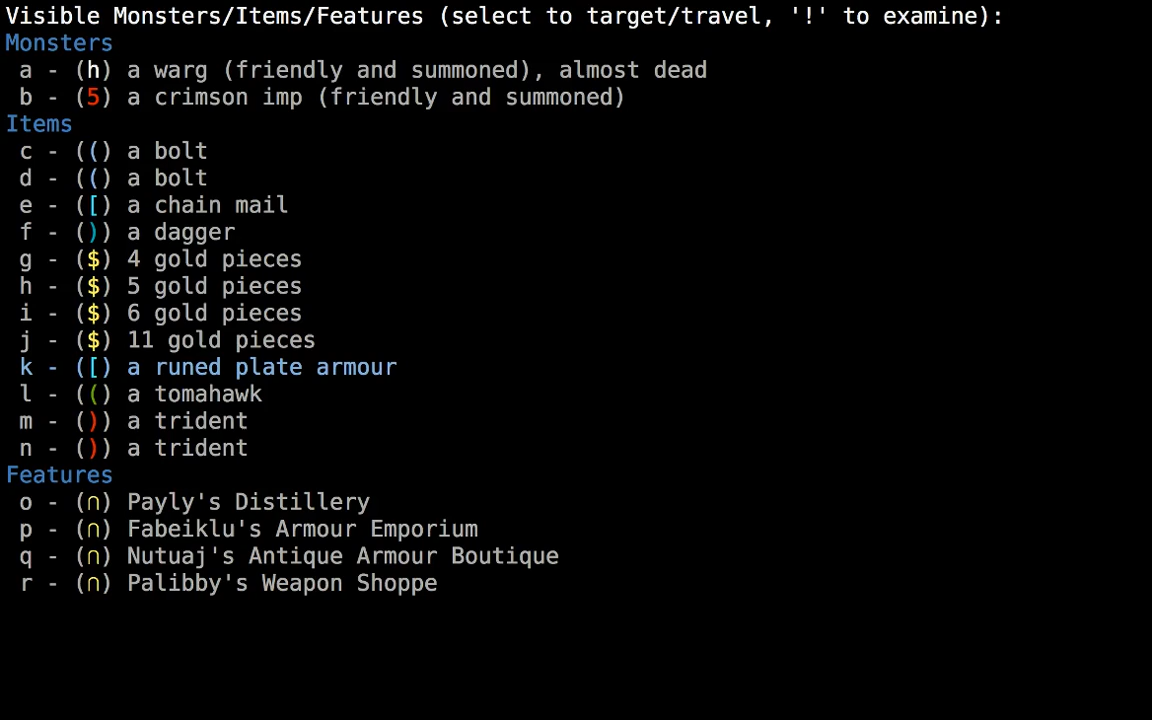 Visible Monsters/Items/Features (select to target/travel, '!' to examine):
Monsters
a - (h) a warg (friendly and summoned), almost dead
b - (5) a crimson imp (friendly and summoned)
Items
c - (() a bolt
d - (() a bolt
e - ([) a chain mail
f - ()) a dagger
g - ($) 4 gold pieces
h - ($) 5 gold pieces
i - ($) 6 gold pieces
j - ($) 11 gold pieces
k - ([) a runed plate armour
l - (() a tomahawk
m - ()) a trident
n - ()) a trident
Features
o - (∩) Payly's Distillery
p - (∩) Fabeiklu's Armour Emporium
q - (∩) Nutuaj's Antique Armour Boutique
r - (∩) Palibby's Weapon Shoppe